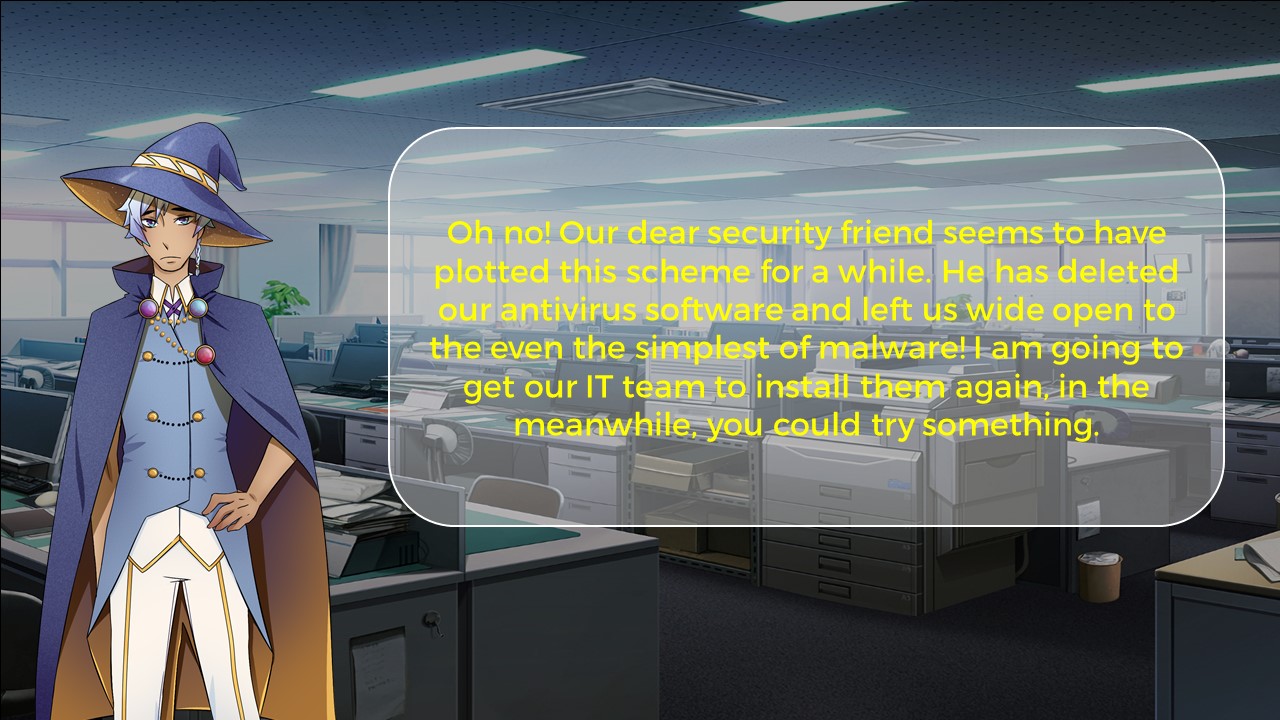 Oh no! Our dear security friend seems to have
plotted this scheme for a while. He has deleted
our antivirus software and left us wide open to
the even the simplest of malware! I am going to
get our IT team to install them again, in the
meanwhile, you could try something.